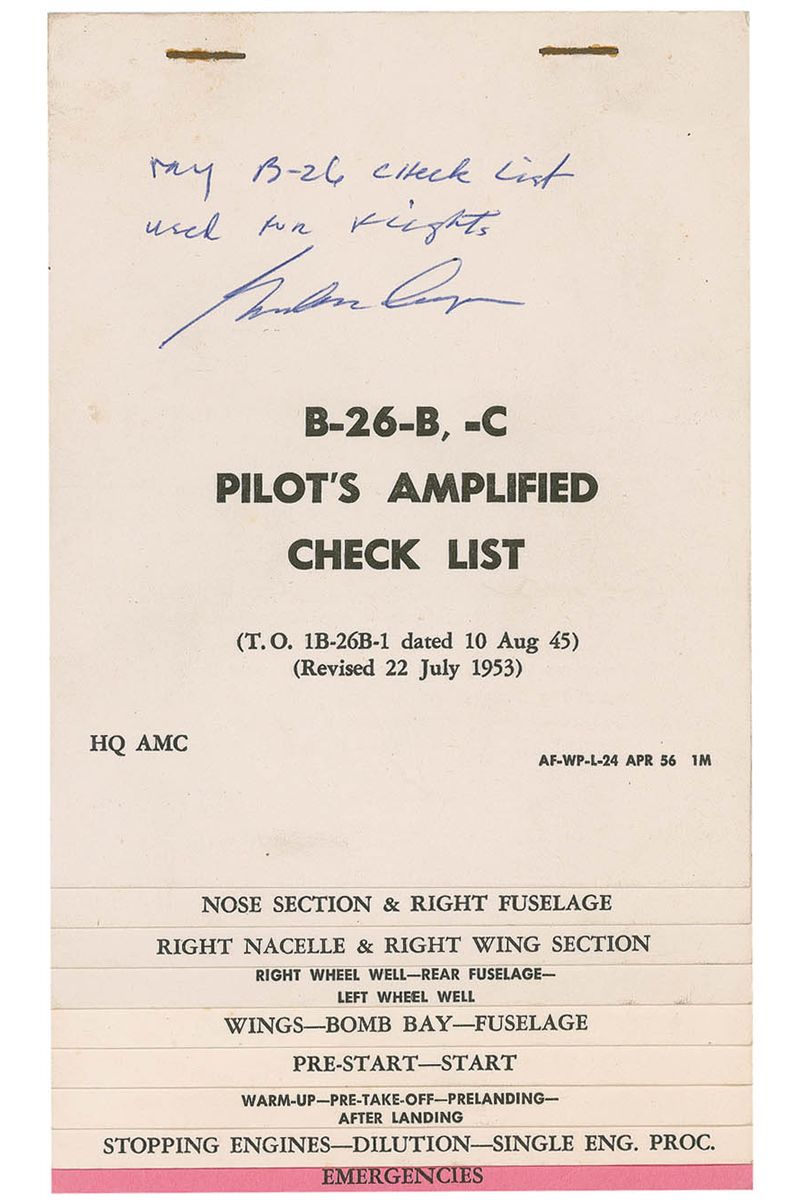 my B-26 check list
used for flights
B-26-B, -C
PILOT'S AMPLIFIED
CHECK LIST
(T. O. 1B-26B-1 dated 10 Aug 45)
(Revised 22 July 1953)
HQ AMC
AF-WP-L-24 APR 56 1M
NOSE SECTION & RIGHT FUSELAGE
RIGHT NACELLE & RIGHT WING SECTION
RIGHT WHEEL WELL—REAR FUSELAGE—
LEFT WHEEL WELL
WINGS—BOMB BAY—FUSELAGE
PRE-START—START
WARM-UP—PRE-TAKE-OFF—PRELANDING—
AFTER LANDING
STOPPING ENGINES—DILUTION—SINGLE ENG. PROC.
EMERGENCIES